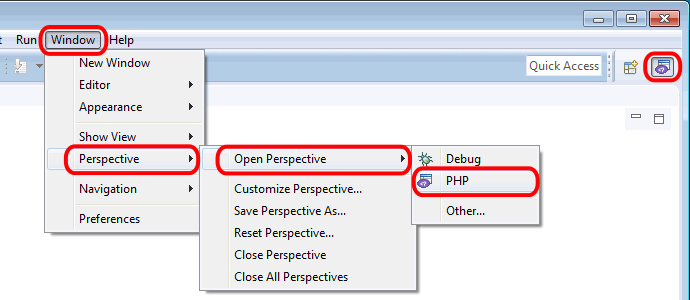 Run Window Help
New Window
Editor
Appearance
Show View
Perspective
Navigation
Preferences
Open Perspective
Customize Perspective...
Save Perspective As...
Reset Perspective...
Close Perspective
Close All Perspectives
Debug
PHP
Other...
Quick Access